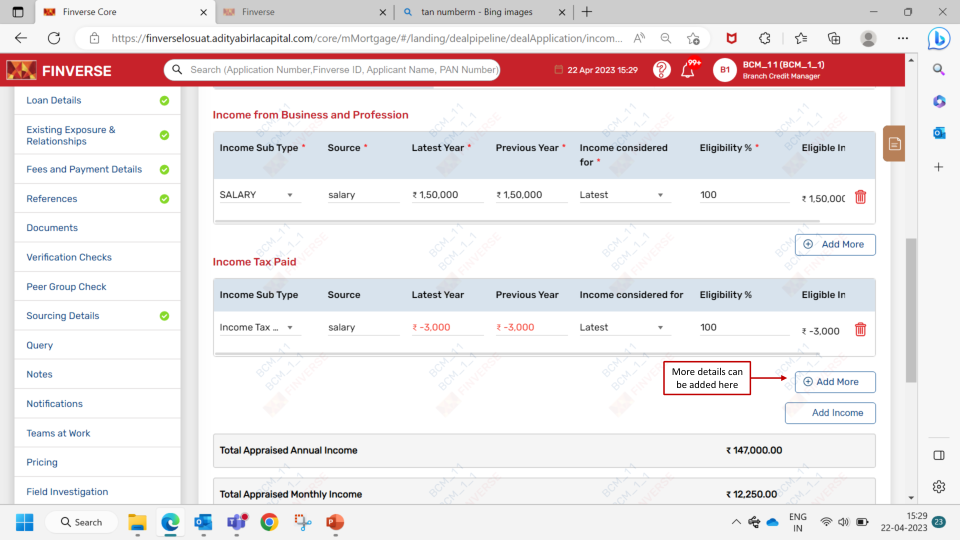 Finverse Core
Finverse
tan numberm - Bing images
https://finverselosuat.adityabirlacapital.com/core/mMortgage/#/landing/dealpipeline/dealApplication/incom...
FINVERSE
Search (Application Number,Finverse ID, Applicant Name, PAN Number)
22 Apr 2023 15:29
99+
B1
BCM_11 (BCM_1_1)
Branch Credit Manager
Loan Details
Existing Exposure &
Relationships
Fees and Payment Details
References
Documents
Verification Checks
Peer Group Check
Sourcing Details
Query
Notes
Notifications
Teams at Work
Pricing
Field Investigation
Income from Business and Profession
Income Sub Type * Source * Latest Year * Previous Year * Income considered for * Eligibility % * Eligible In
SALARY salary ₹ 1,50,000 ₹ 1,50,000 Latest 100 ₹ 1,50,000
Add More
Income Tax Paid
Income Sub Type Source Latest Year Previous Year Income considered for Eligibility % Eligible In
Income Tax ... salary ₹ -3,000 ₹ -3,000 Latest 100 ₹ -3,000
More details can
be added here
Add More
Add Income
Total Appraised Annual Income ₹ 147,000.00
Total Appraised Monthly Income ₹ 12,250.00
BCM_11
BCM_1_1
FINVERSE
Search
ENG
IN
15:29
22-04-2023
23